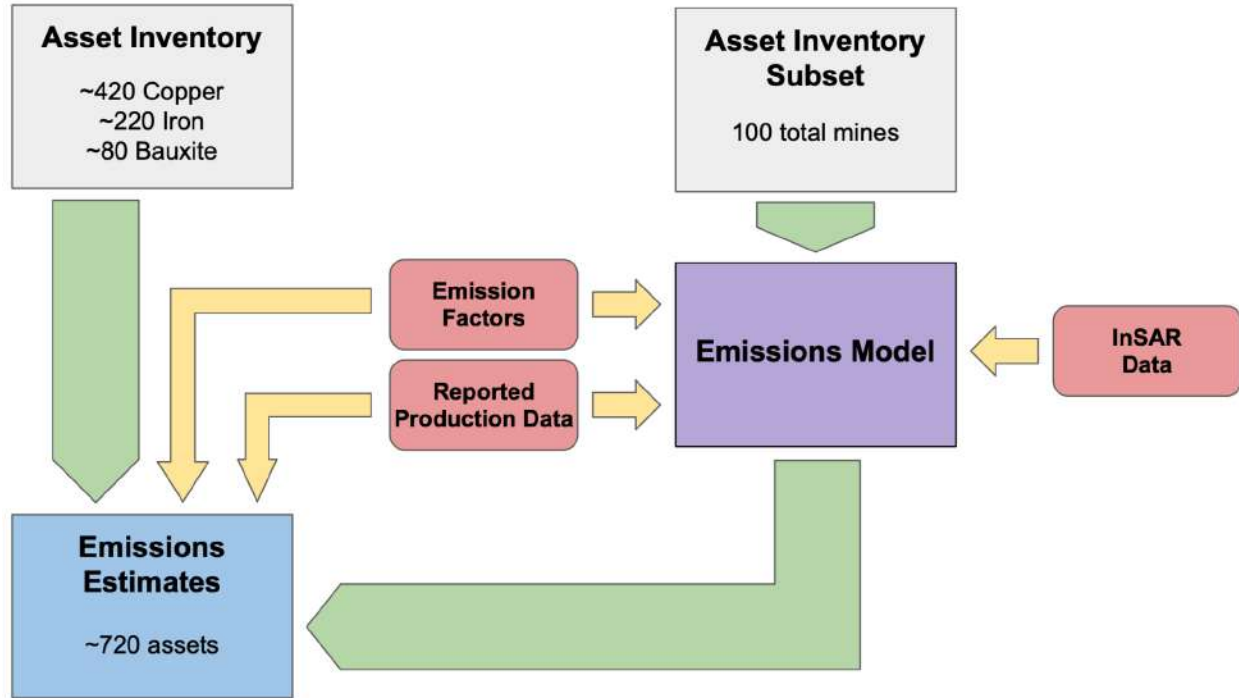 Asset Inventory
~420 Copper
~220 Iron
~80 Bauxite
Asset Inventory
Subset
100 total mines
Emission
Factors
Reported
Production Data
Emissions Model
InSAR
Data
Emissions
Estimates
~720 assets